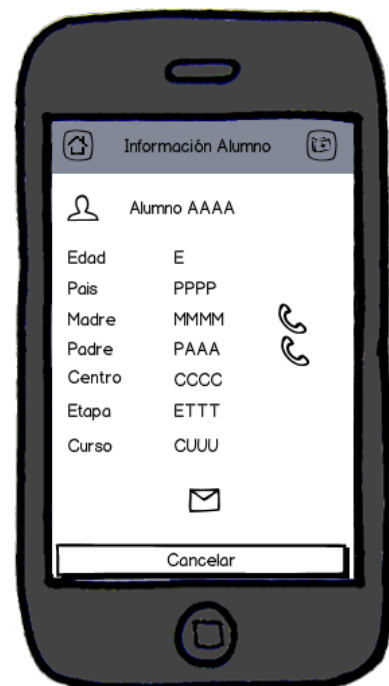 Información Alumno
Alumno AAAA
Edad E
Pais PPPP
Madre MMMM
Padre PAAA
Centro CCCC
Etapa ETTT
Curso CUUU
Cancelar